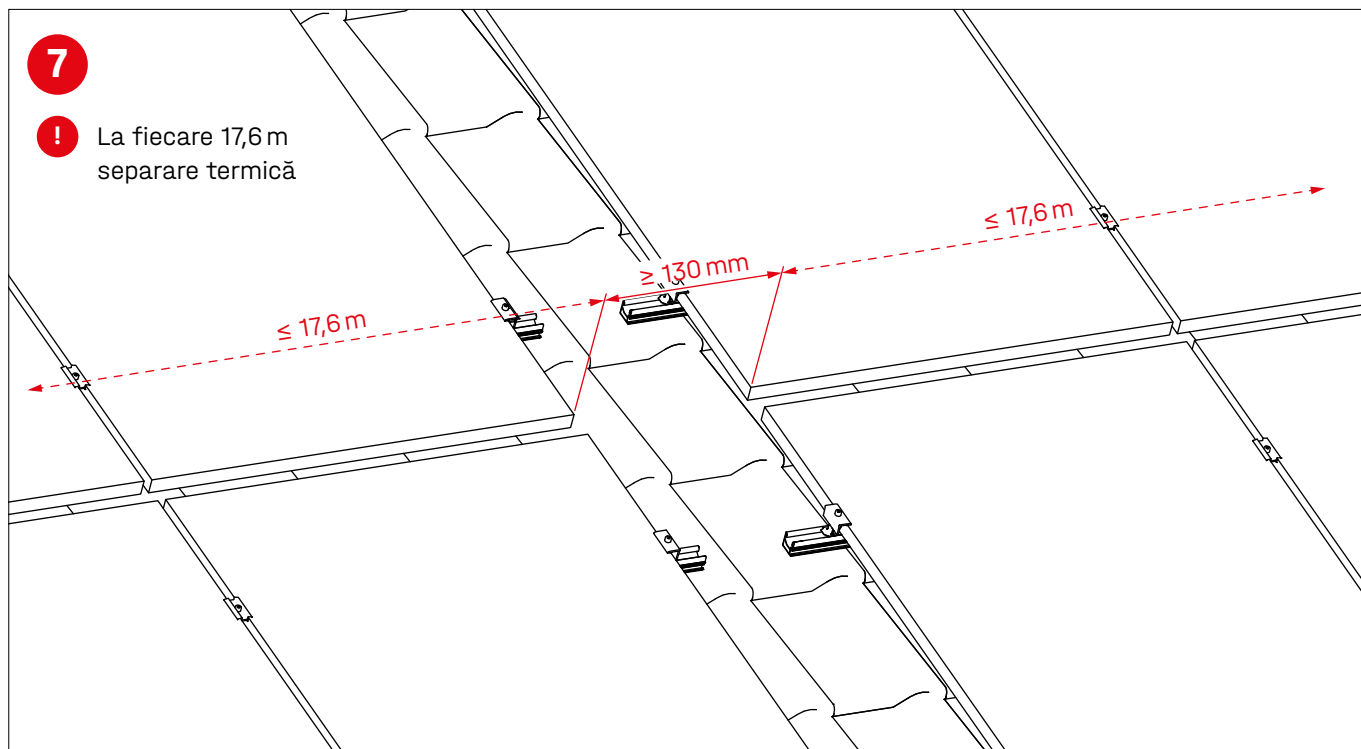 7
! La fiecare 17,6 m
separare termică
≤ 17,6 m
≥ 130 mm
≤ 17,6 m